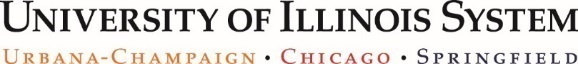 UNIVERSITY OF ILLINOIS SYSTEM
URBANA-CHAMPAIGN • CHICAGO • SPRINGFIELD